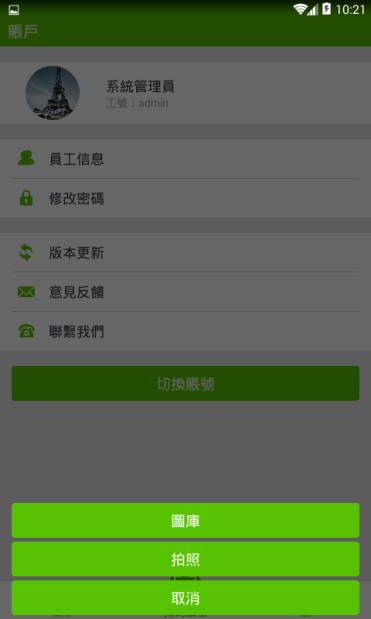 10:21
賬戶
系統管理員
工號：admin
員工信息
修改密碼
版本更新
意見反饋
聯繫我們
切換賬號
圖庫
拍照
取消